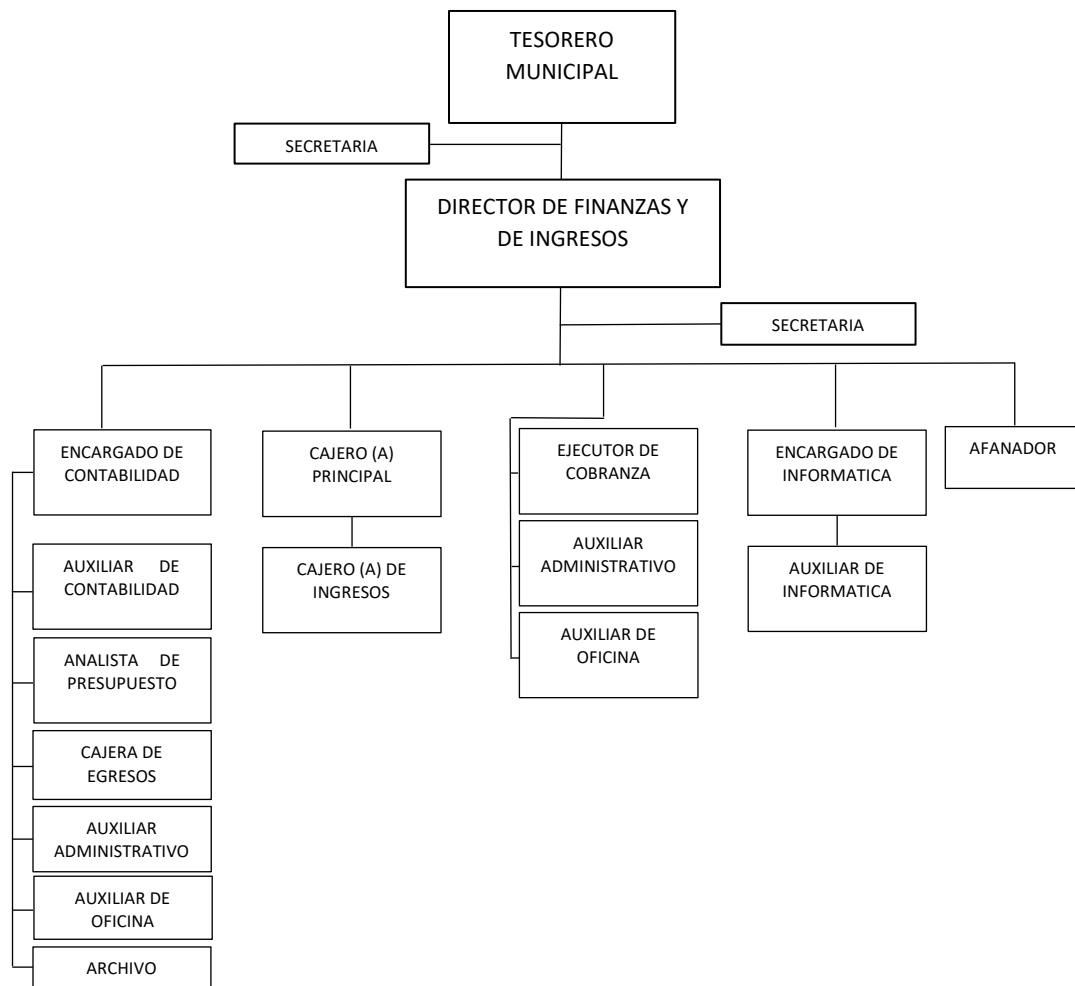 TESORERO
MUNICIPAL
SECRETARIA
DIRECTOR DE FINANZAS Y
DE INGRESOS
SECRETARIA
ENCARGADO DE
CONTABILIDAD
CAJERO (A)
PRINCIPAL
EJECUTOR DE
COBRANZA
ENCARGADO DE
INFORMATICA
AFANADOR
AUXILIAR DE
CONTABILIDAD
CAJERO (A) DE
INGRESOS
AUXILIAR
ADMINISTRATIVO
AUXILIAR DE
INFORMATICA
ANALISTA DE
PRESUPUESTO
AUXILIAR DE
OFICINA
CAJERA DE
EGRESOS
AUXILIAR
ADMINISTRATIVO
AUXILIAR DE
OFICINA
ARCHIVO